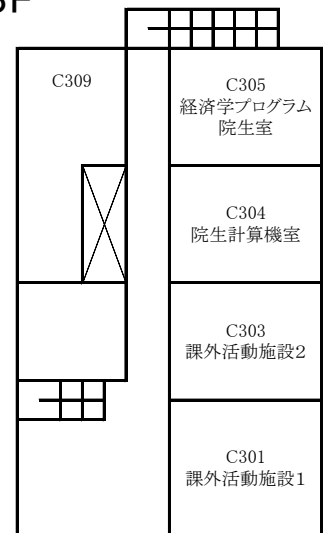 C309
C305
経済学プログラム
院生室
C304
院生計算機室
C303
課外活動施設2
C301
課外活動施設1